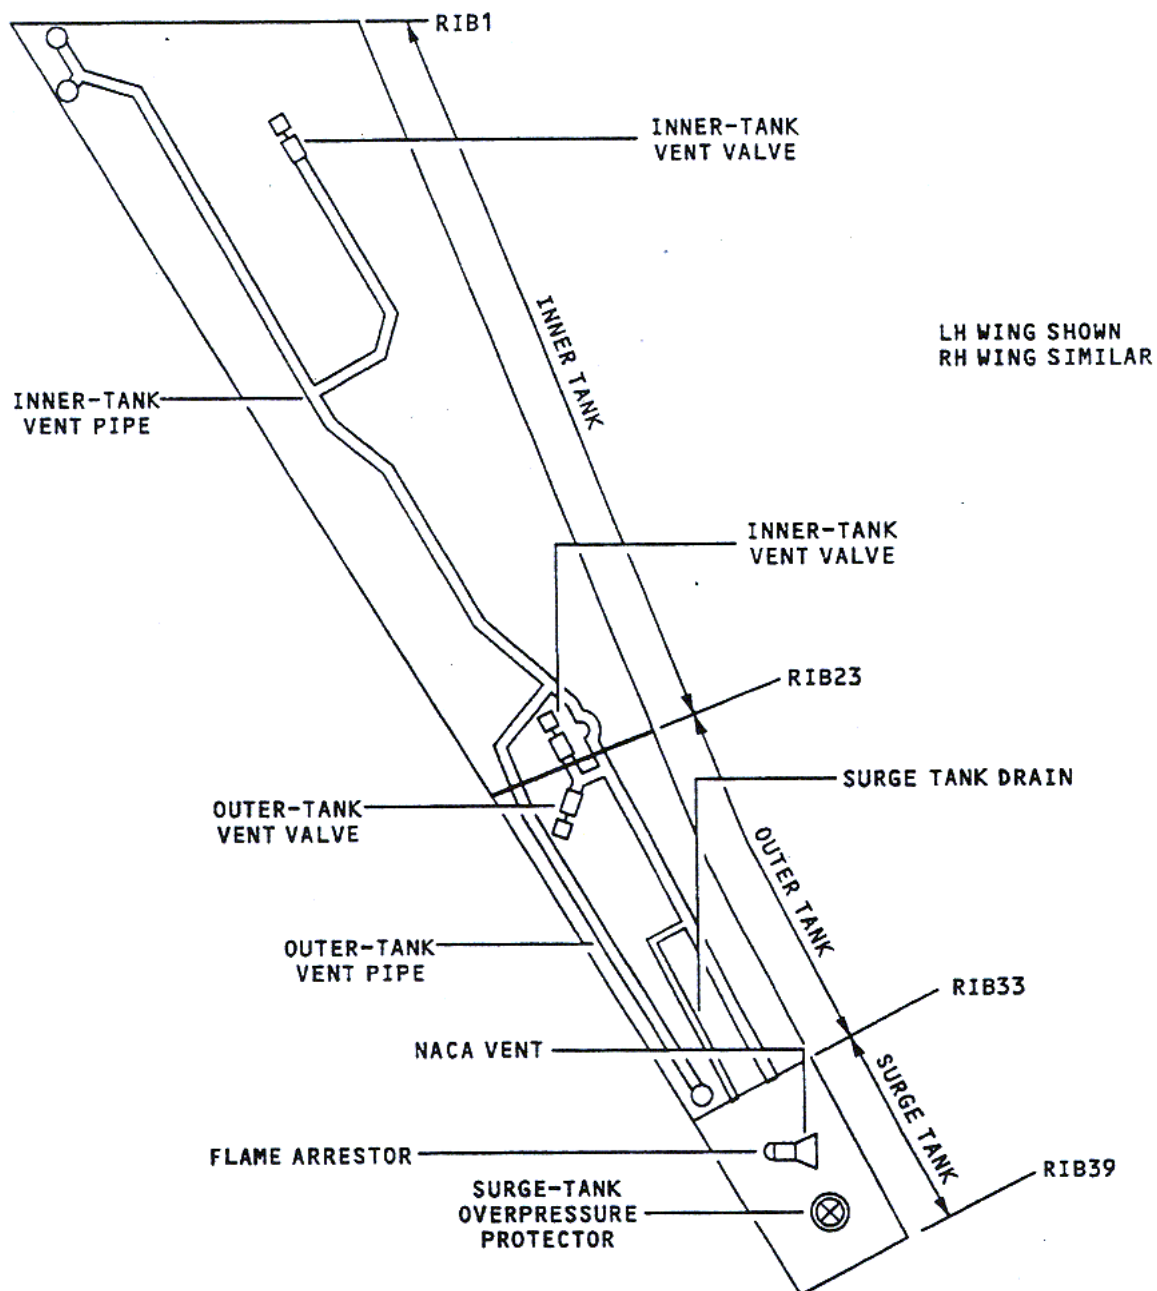 RIB1
INNER-TANK
VENT VALVE
INNER TANK
LH WING SHOWN
RH WING SIMILAR
INNER-TANK
VENT PIPE
INNER-TANK
VENT VALVE
RIB23
SURGE TANK DRAIN
OUTER-TANK
VENT VALVE
OUTER TANK
OUTER-TANK
VENT PIPE
RIB33
NACA VENT
SURGE TANK
FLAME ARRESTOR
RIB39
SURGE-TANK
OVERPRESSURE
PROTECTOR